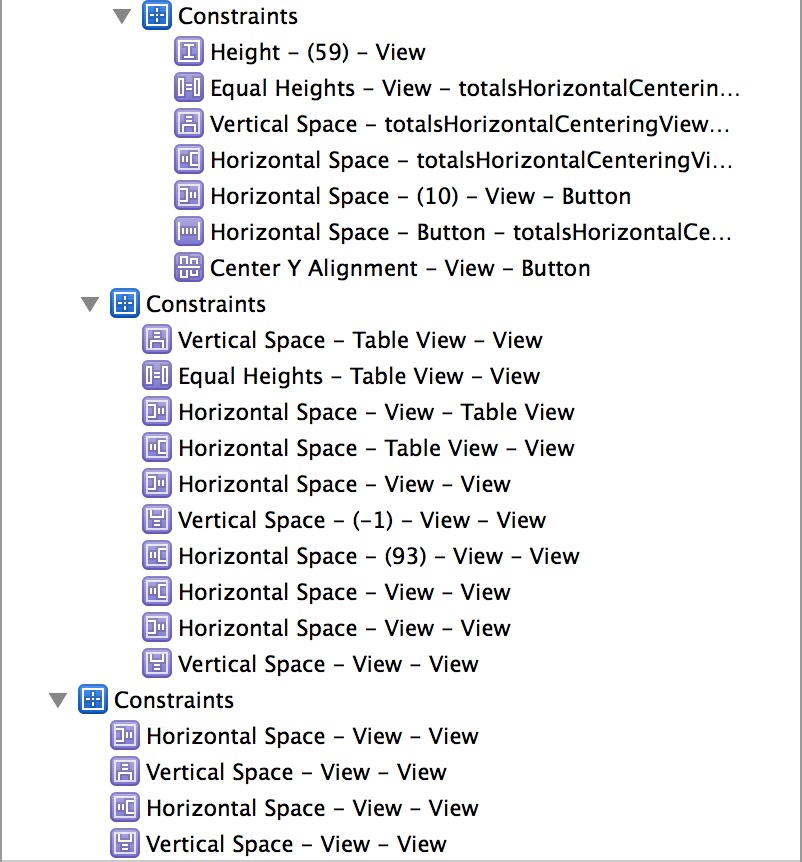 Constraints
Height – (59) – View
Equal Heights – View – totalsHorizontalCenterin...
Vertical Space – totalsHorizontalCenteringView...
Horizontal Space – totalsHorizontalCenteringVi...
Horizontal Space – (10) – View – Button
Horizontal Space – Button – totalsHorizontalCe...
Center Y Alignment – View – Button
Constraints
Vertical Space – Table View – View
Equal Heights – Table View – View
Horizontal Space – View – Table View
Horizontal Space – Table View – View
Horizontal Space – View – View
Vertical Space – (–1) – View – View
Horizontal Space – (93) – View – View
Horizontal Space – View – View
Horizontal Space – View – View
Vertical Space – View – View
Constraints
Horizontal Space – View – View
Vertical Space – View – View
Horizontal Space – View – View
Vertical Space – View – View